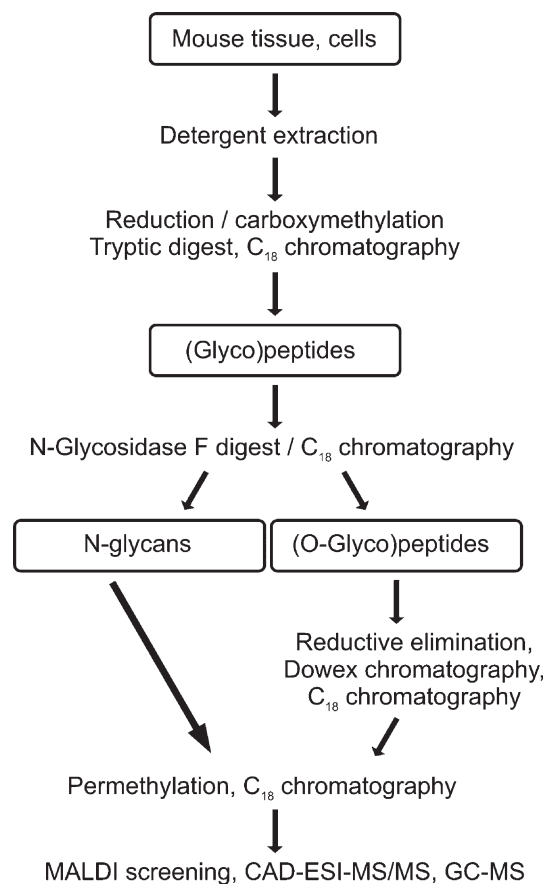 Mouse tissue, cells
Detergent extraction
Reduction / carboxymethylation
Tryptic digest, C₁₈ chromatography
(Glyco)peptides
N-Glycosidase F digest / C₁₈ chromatography
N-glycans
(O-Glyco)peptides
Reductive elimination,
Dowex chromatography,
C₁₈ chromatography
Permethylation, C₁₈ chromatography
MALDI screening, CAD-ESI-MS/MS, GC-MS